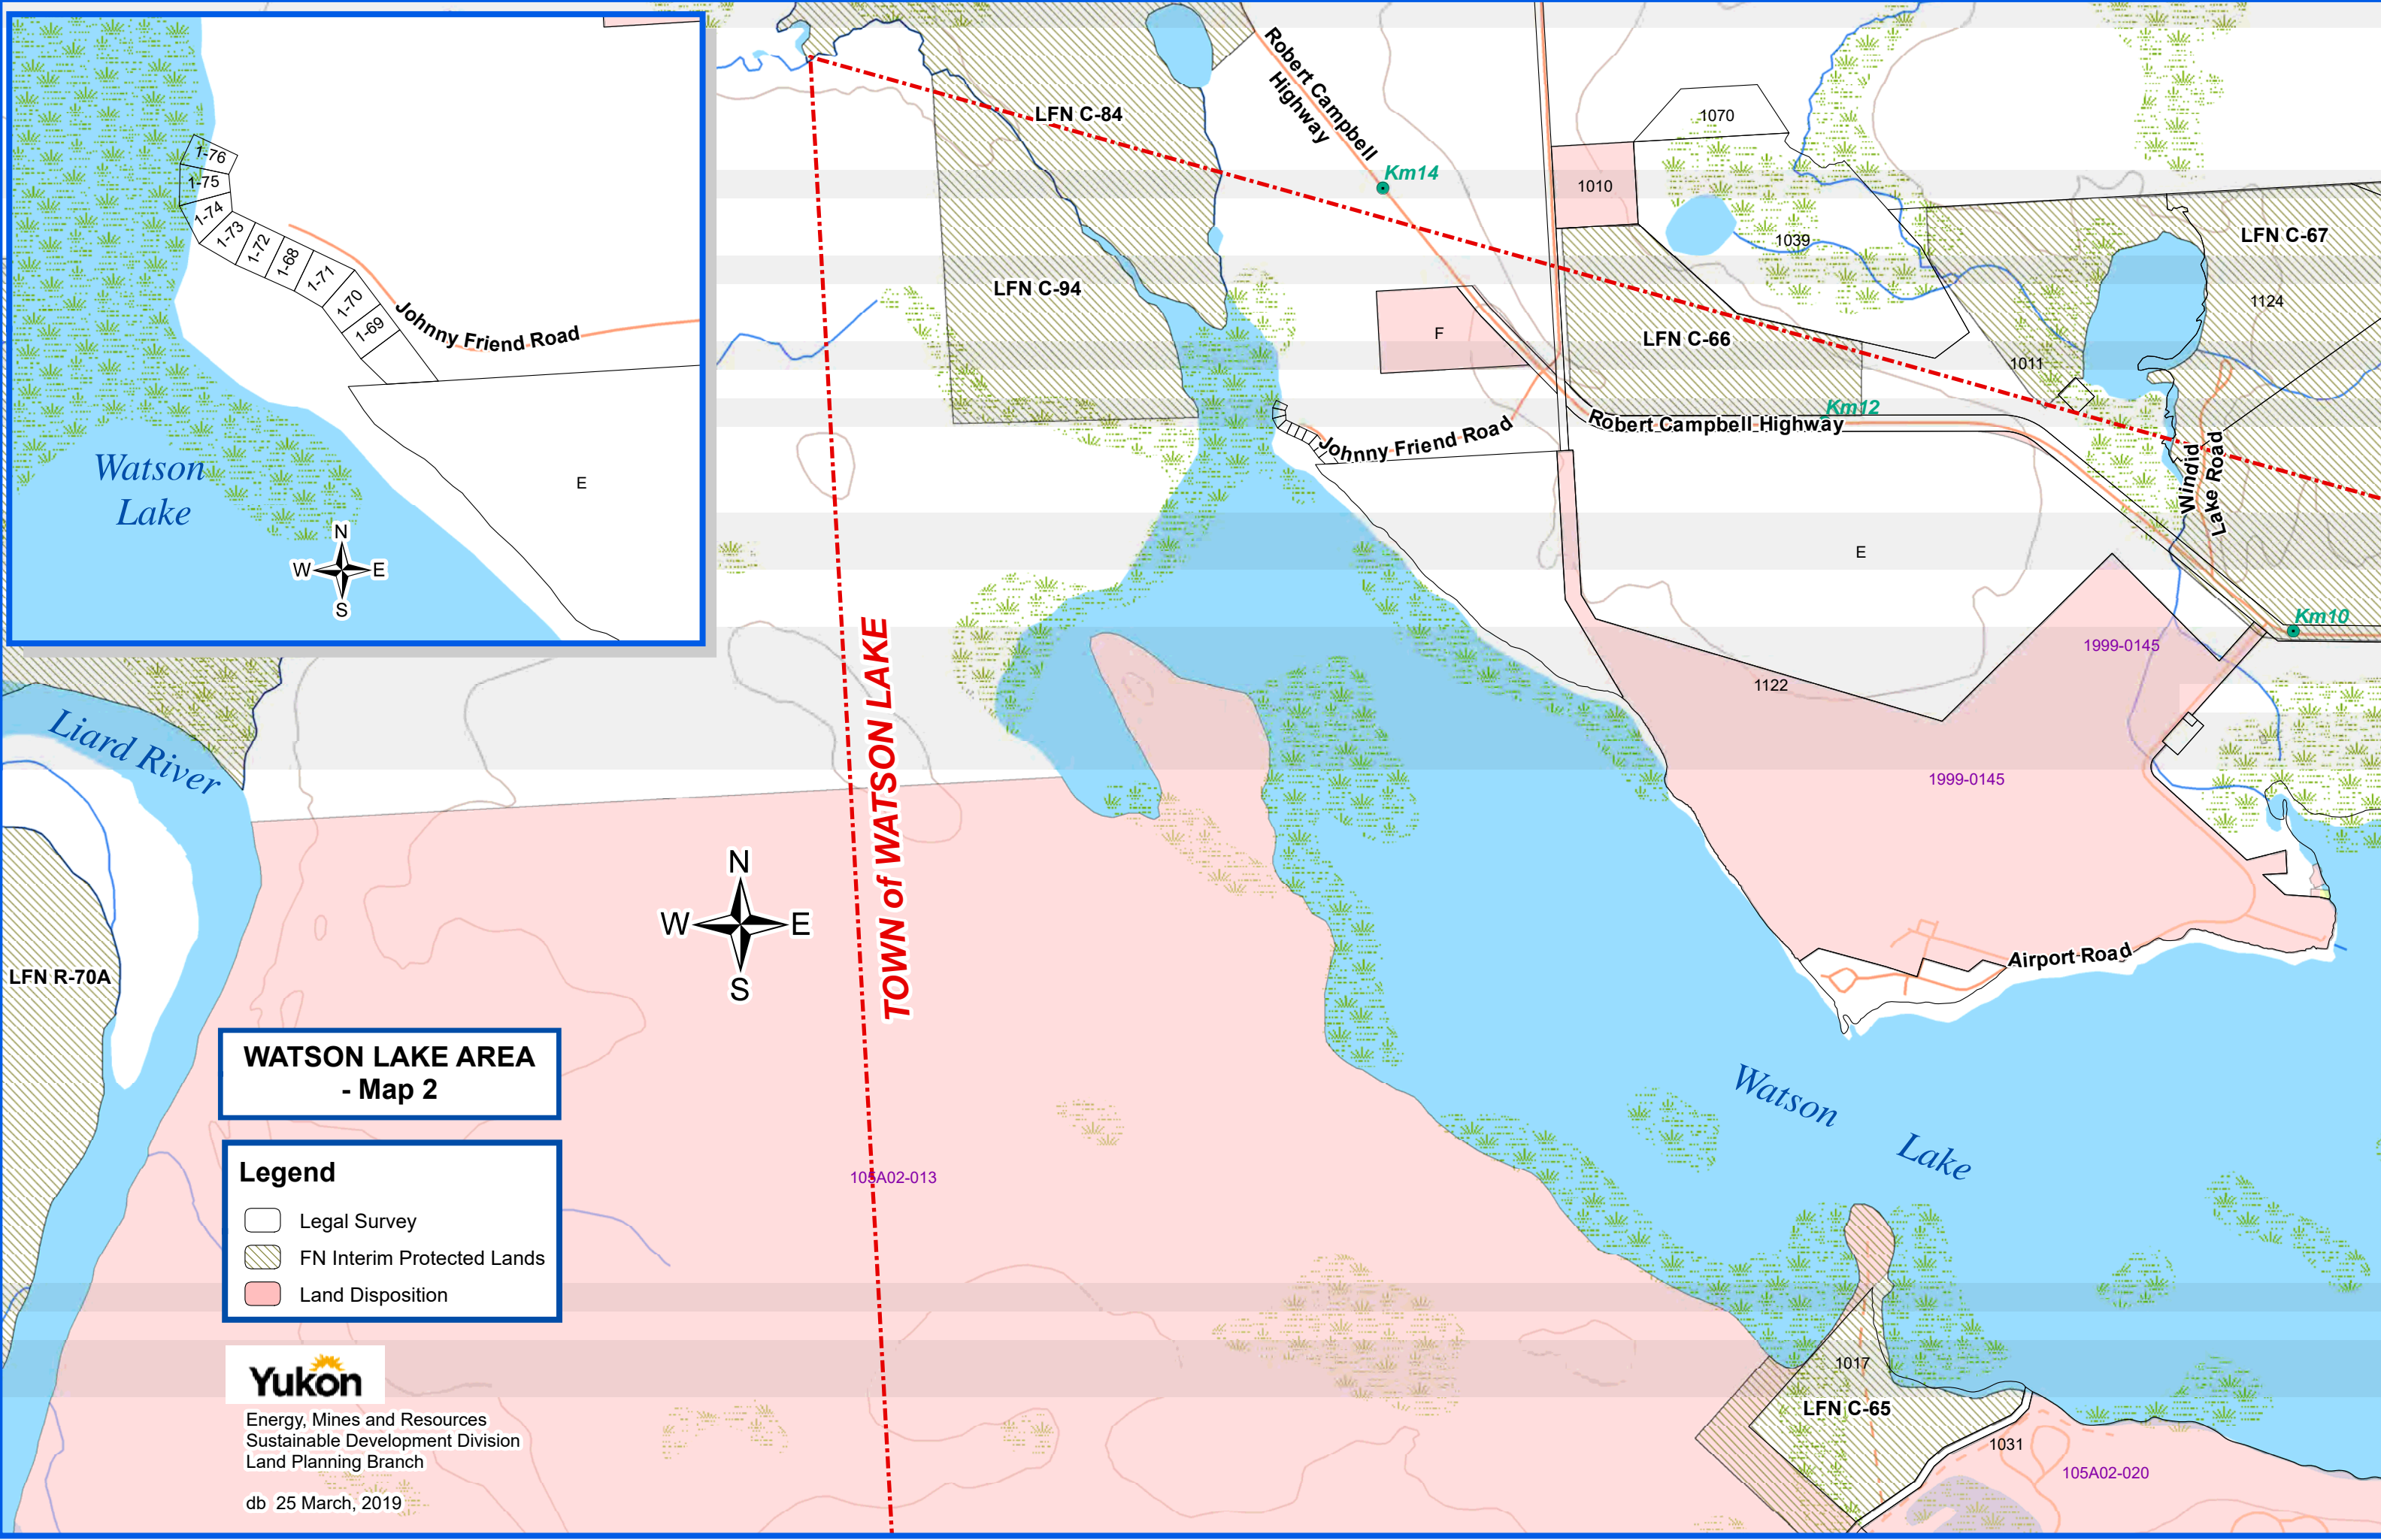 1-76
1-75
1-74
1-73
1-72
1-68
1-71
1-70
1-69
Johnny Friend Road
Watson
Lake
E
N
W E
S
LFN C-84
Robert Campbell
Highway
Km14
1070
1010
1039
LFN C-67
LFN C-94
1124
F
LFN C-66
1011
Km12
Robert Campbell Highway
Johnny Friend Road
Windid
Lake Road
E
Km10
1999-0145
1122
TOWN of WATSON LAKE
Liard River
1999-0145
N
W E
S
Airport Road
LFN R-70A
Watson
Lake
WATSON LAKE AREA
- Map 2
105A02-013
Legend
Legal Survey
FN Interim Protected Lands
Land Disposition
1017
LFN C-65
1031
105A02-020
Yukon
Energy, Mines and Resources
Sustainable Development Division
Land Planning Branch
db 25 March, 2019